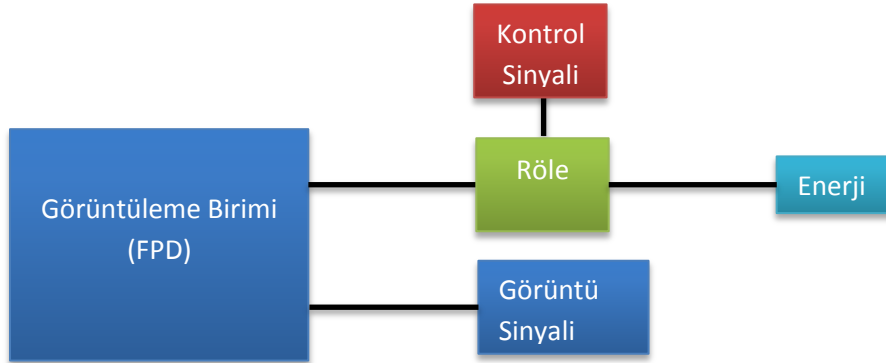 Kontrol
Sinyali
Röle
Enerji
Görüntüleme Birimi
(FPD)
Görüntü
Sinyali